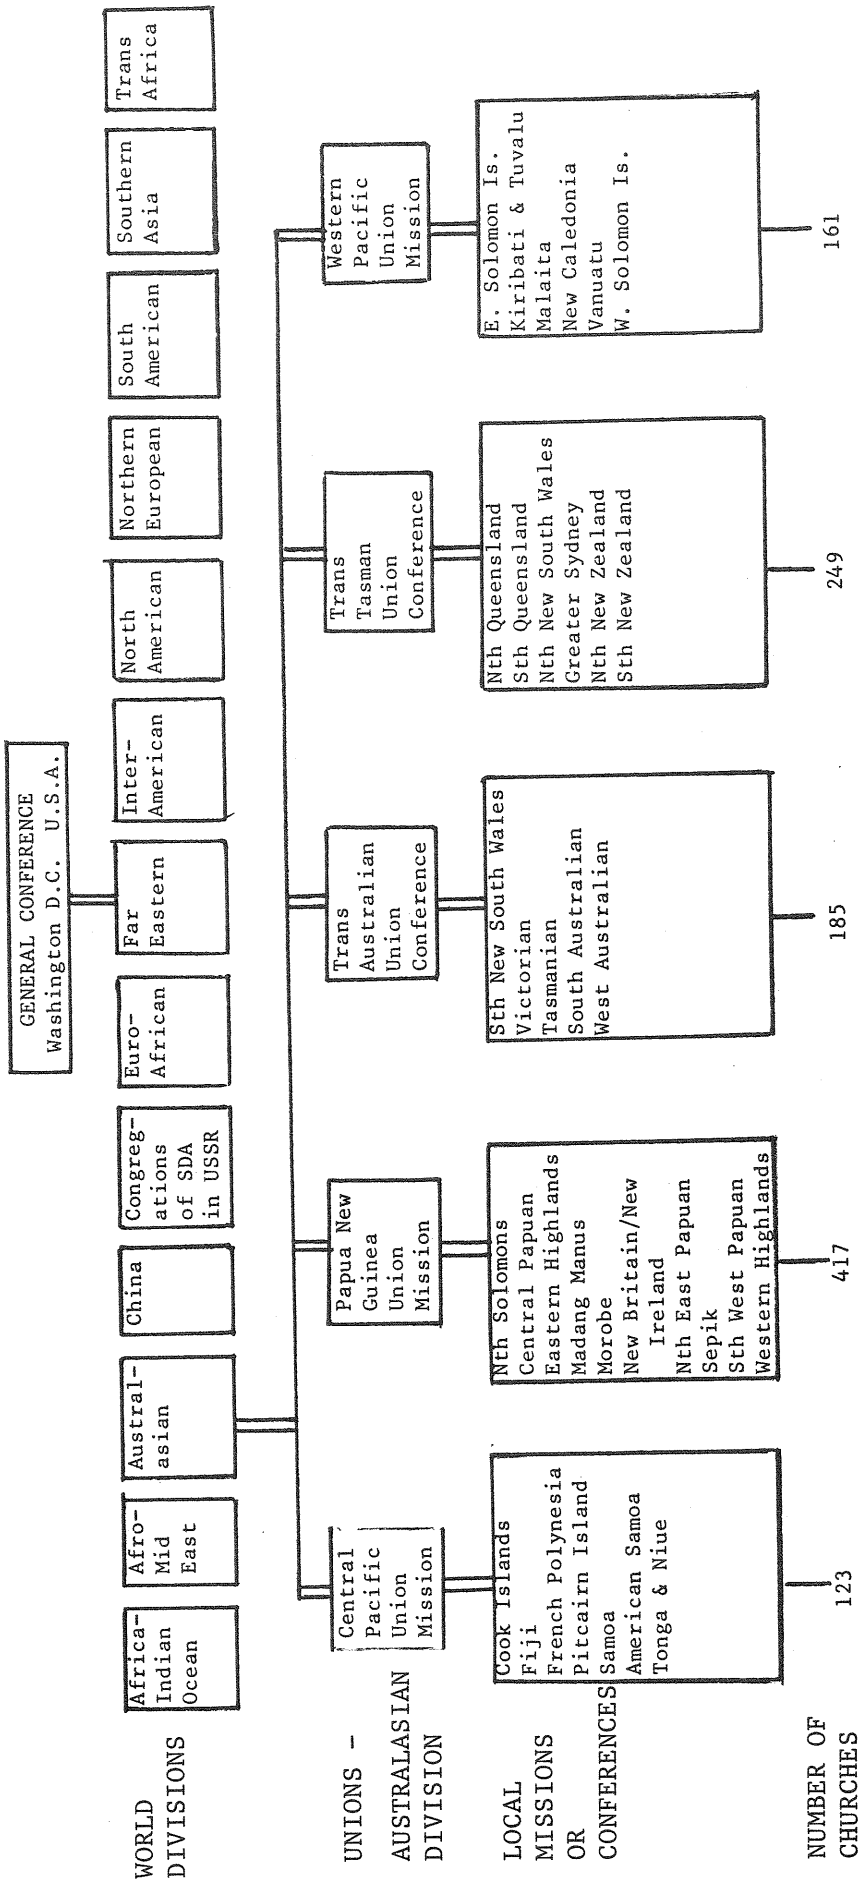 GENERAL CONFERENCE
Washington D.C. U.S.A.
WORLD
DIVISIONS
Africa-
Indian
Ocean
Afro-
Mid
East
Austral-
asian
China
Congreg-
ations
of SDA
in USSR
Euro-
African
Far
Eastern
Inter-
American
North
American
Northern
European
South
American
Southern
Asia
Trans
Africa
UNIONS -
AUSTRALASIAN
DIVISION
Central
Pacific
Union
Mission
Papua New
Guinea
Union
Mission
Trans
Australian
Union
Conference
Trans
Tasman
Union
Conference
Western
Pacific
Union
Mission
LOCAL
MISSIONS
OR
CONFERENCES
Cook Islands
Fiji
French Polynesia
Pitcairn Island
Samoa
American Samoa
Tonga & Niue
Nth Solomons
Central Papuan
Eastern Highlands
Madang Manus
Morobe
New Britain/New
Ireland
Nth East Papuan
Sepik
Sth West Papuan
Western Highlands
Sth New South Wales
Victorian
Tasmanian
South Australian
West Australian
Nth Queensland
Sth Queensland
Nth New South Wales
Greater Sydney
Nth New Zealand
Sth New Zealand
E. Solomon Is.
Kiribati & Tuvalu
Malaita
New Caledonia
Vanuatu
W. Solomon Is.
NUMBER OF
CHURCHES
123
417
185
249
161